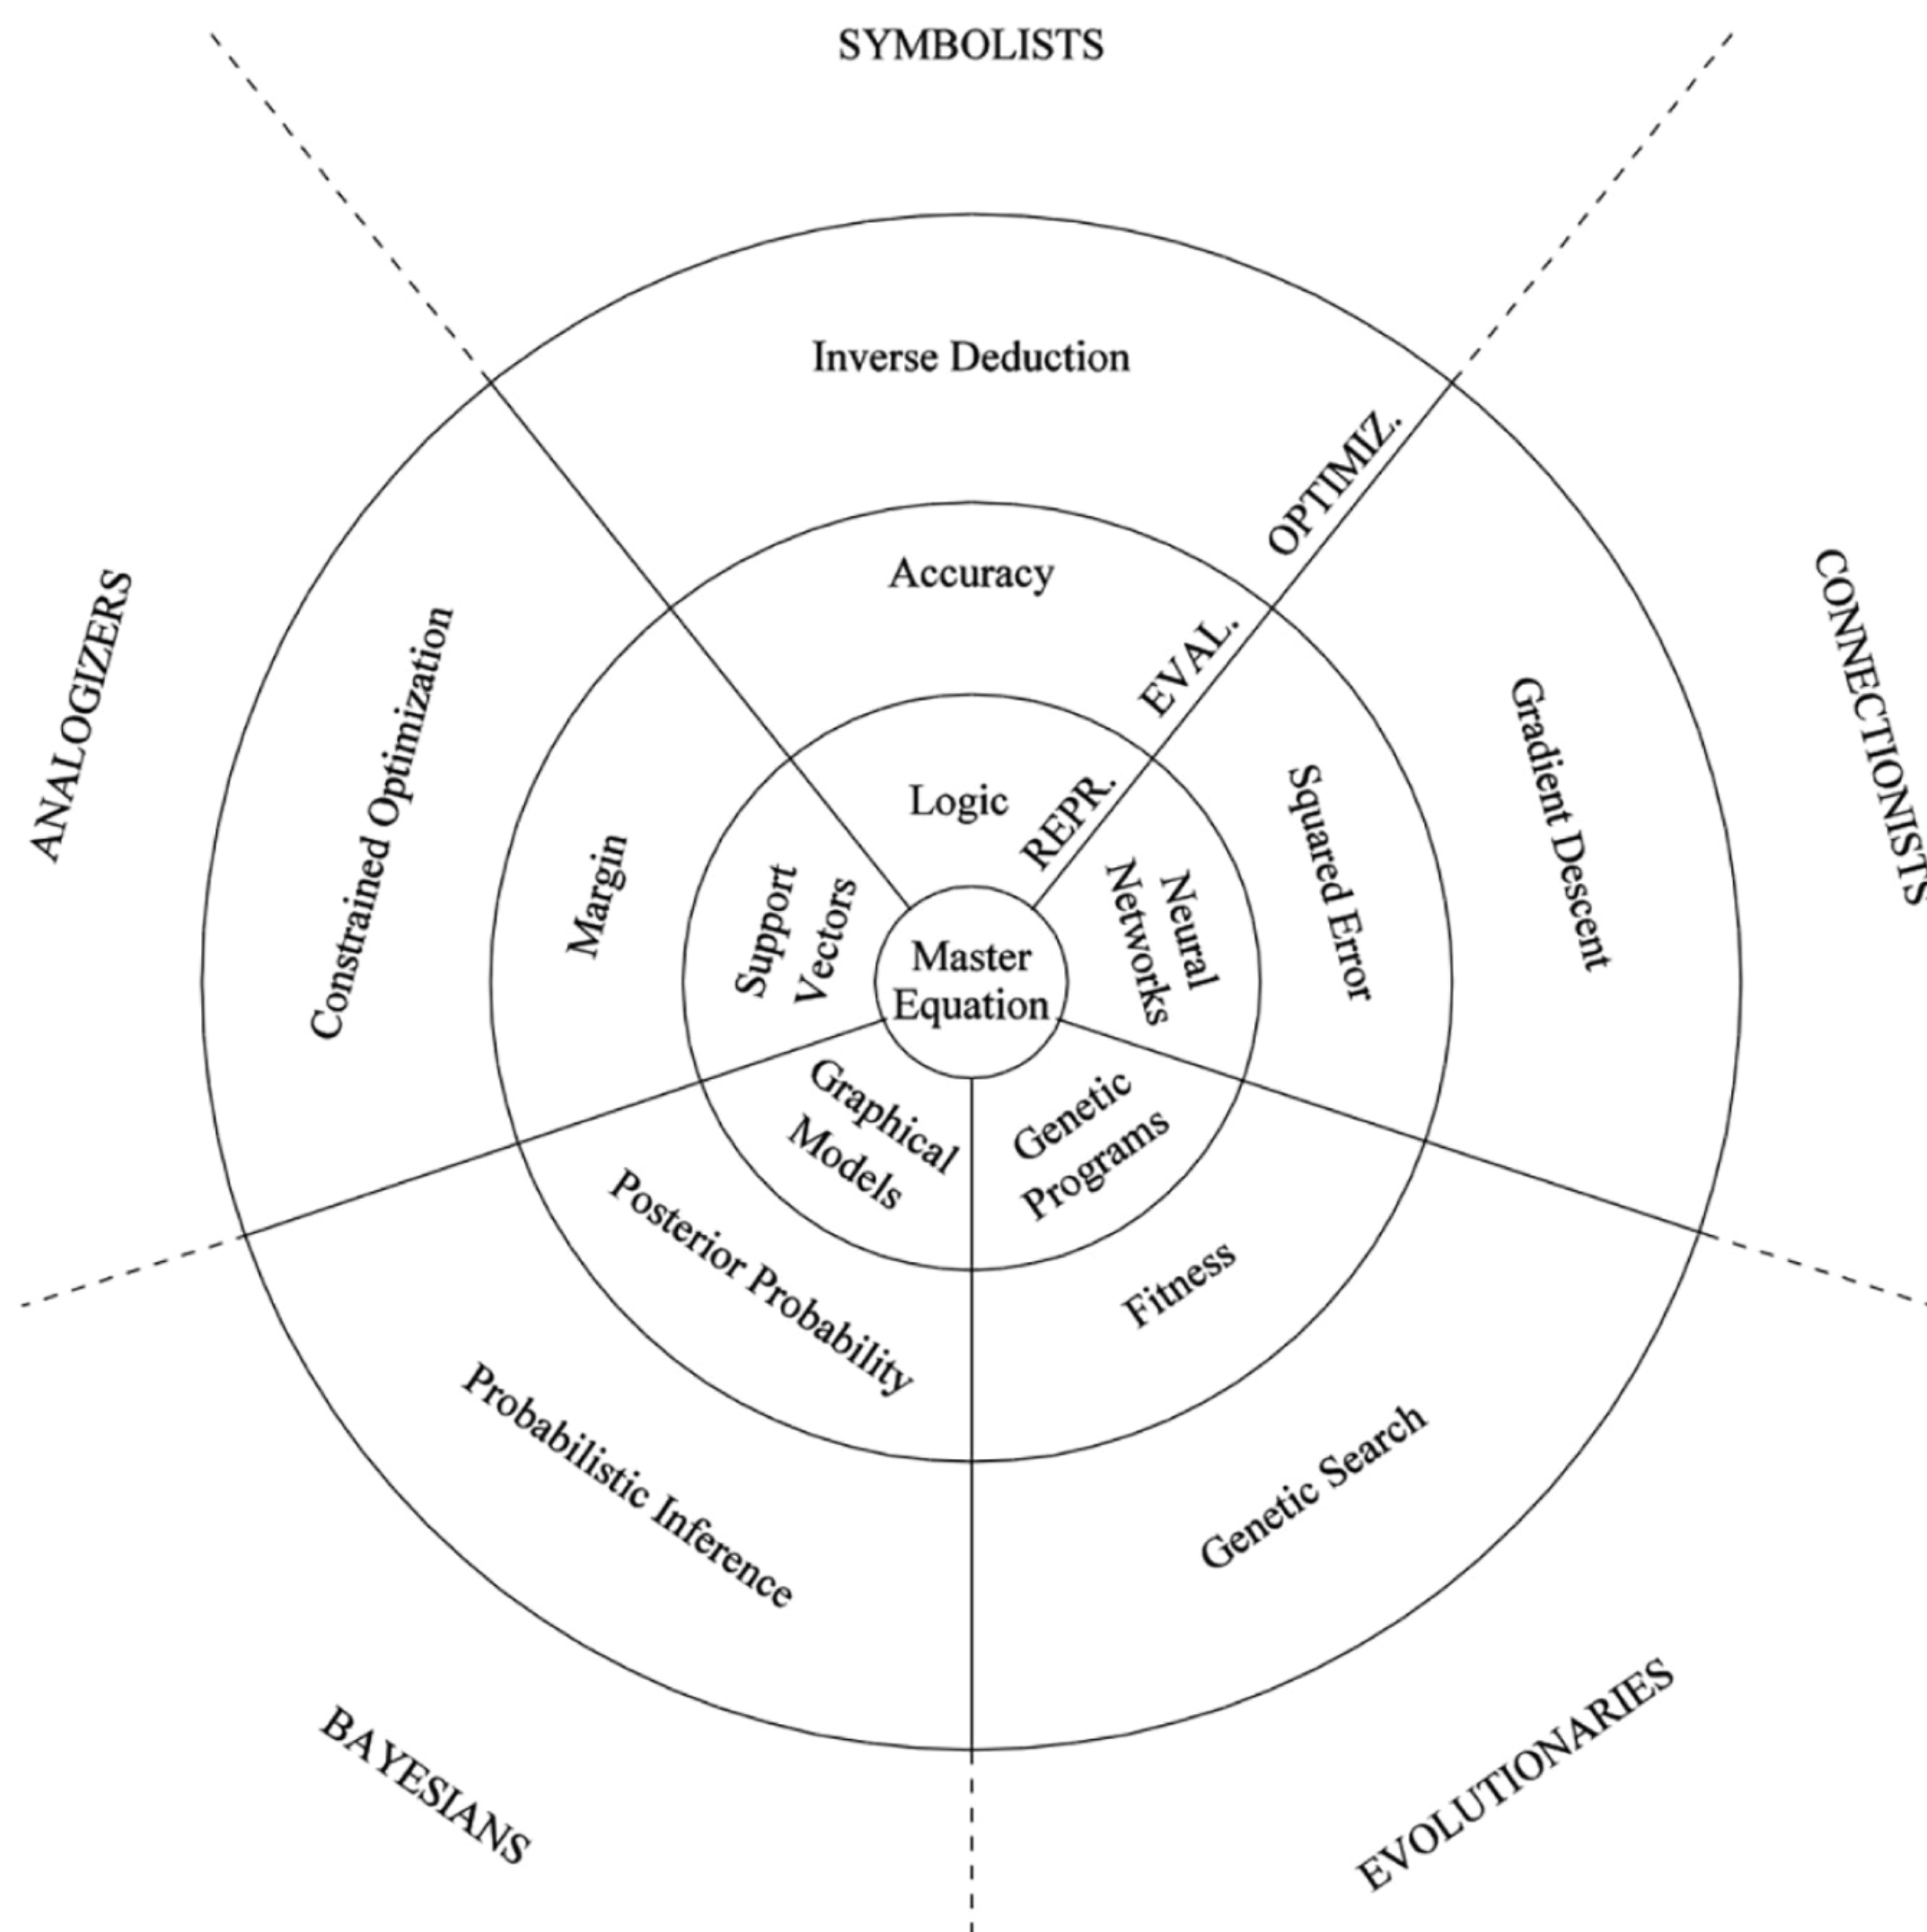 SYMBOLISTS
Inverse Deduction
OPTIMIZ.
Accuracy
EVAL.
Logic
REPR.
ANALOGIZERS
Constrained Optimization
Margin
Support
Vectors
Master
Equation
Neural
Networks
Squared Error
Gradient Descent
CONNECTIONISTS
Graphical
Models
Posterior Probability
Probabilistic Inference
BAYESIANS
Genetic
Programs
Fitness
Genetic Search
EVOLUTIONARIES